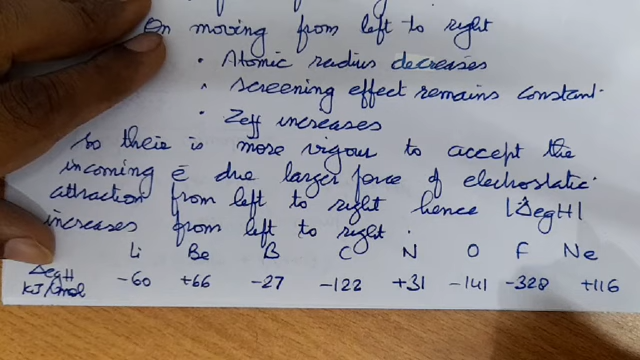 On moving from left to right
· Atomic radius decreases
· Screening effect remains constant.
· Zeff increases
So their is more vigour to accept the
incoming ē due larger force of electrostatic
attraction from left to right hence |ΔegH|
increases from left to right.
Li Be B C N O F Ne
ΔegH -60 +66 -27 -122 +31 -141 -328 +116
KJ/mol